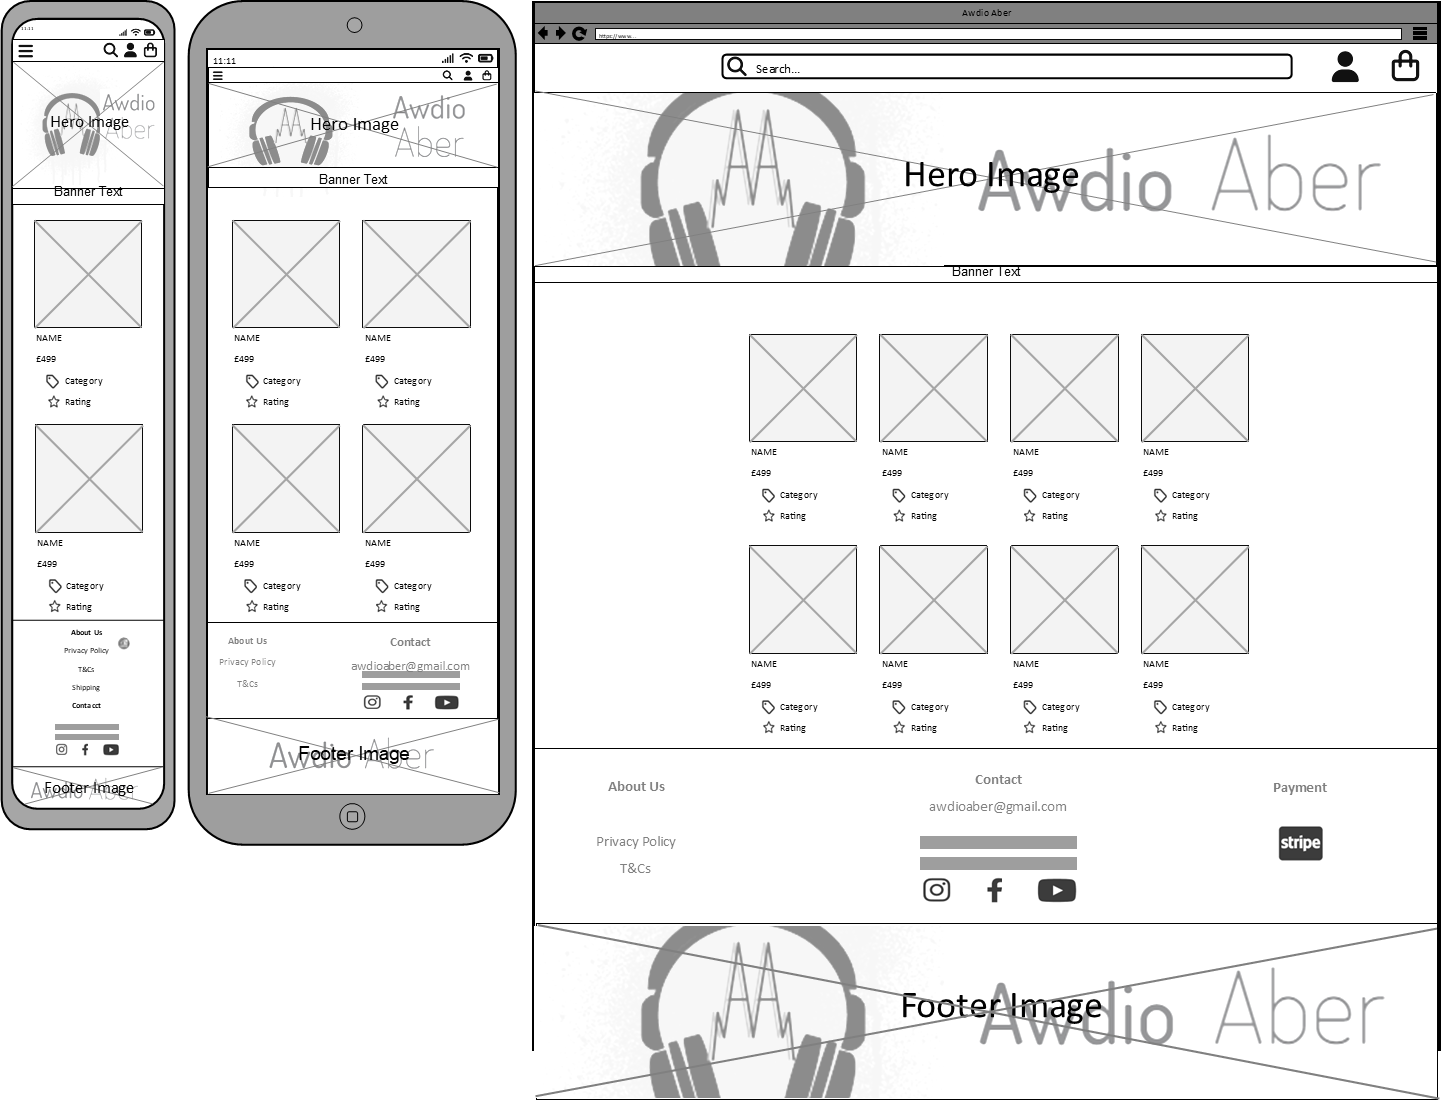 11:11
Awdio
Aber
Hero Image
Banner Text
NAME
£499
Category
Rating
NAME
£499
Category
Rating
About Us
Privacy Policy
T&Cs
Shipping
Contacct
Awdio Aber
Footer Image
11:11
Awdio
Aber
Hero Image
Banner Text
NAME NAME
£499 £499
Category Category
Rating Rating
NAME NAME
£499 £499
Category Category
Rating Rating
About Us
Privacy Policy
T&Cs
Contact
awdioaber@gmail.com
Awdio Aber
Footer Image
Awdio Aber
https://www...
Search...
AA
Hero Image
Awdio Aber
Banner Text
NAME NAME NAME NAME
£499 £499 £499 £499
Category Category Category Category
Rating Rating Rating Rating
NAME NAME NAME NAME
£499 £499 £499 £499
Category Category Category Category
Rating Rating Rating Rating
About Us
Privacy Policy
T&Cs
Contact
awdioaber@gmail.com
Payment
stripe
AA
Footer Image
Awdio Aber